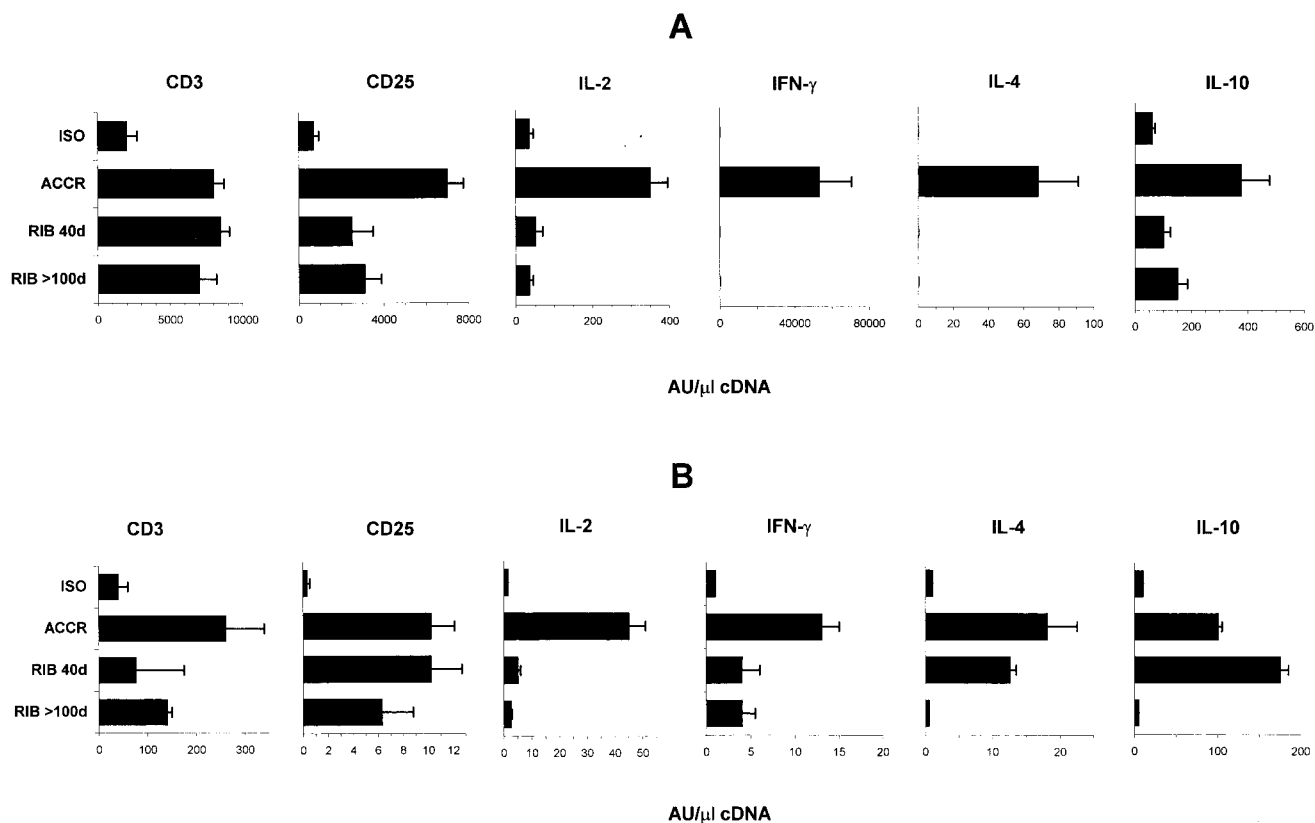 A
CD3 CD25 IL-2 IFN-γ IL-4 IL-10
ISO
ACCR
RIB 40d
RIB >100d
0 5000 10000 0 4000 8000 0 200 400 0 40000 80000 0 20 40 60 80 100 0 200 400 600
AU/μl cDNA
B
CD3 CD25 IL-2 IFN-γ IL-4 IL-10
ISO
ACCR
RIB 40d
RIB >100d
0 100 200 300 0 2 4 6 8 10 12 0 10 20 30 40 50 0 5 10 15 20 0 10 20 0 100 200
AU/μl cDNA